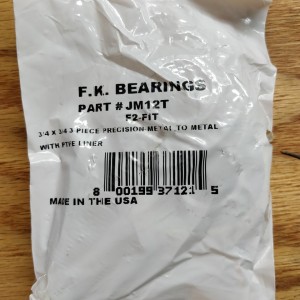 F.K. BEARINGS
PART # JM12T
F2-FIT
3/4 X 3/4 3-PIECE PRECISION METAL TO METAL
WITH PTFE LINER
8 00199 37121 5
MADE IN THE USA